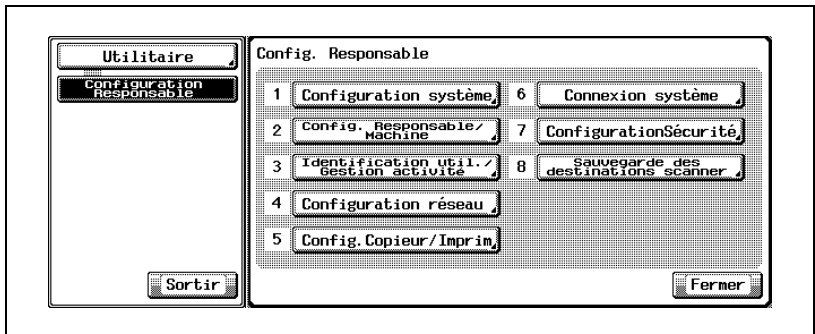 Utilitaire
Configuration
Responsable
Sortir
Config. Responsable
1 Configuration système
2 Config. Responsable/
Machine
3 Identification util./
Gestion activité
4 Configuration réseau
5 Config.Copieur/Imprim
6 Connexion système
7 ConfigurationSécurité
8 Sauvegarde des
destinations scanner
Fermer